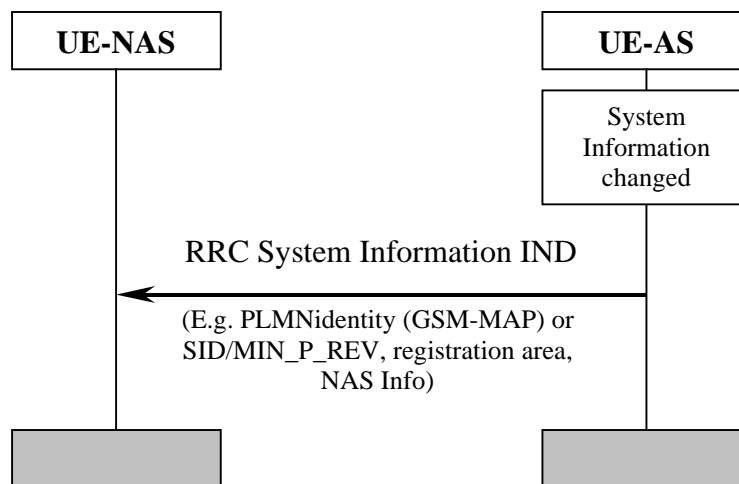 UE-NAS
UE-AS
System
Information
changed
RRC System Information IND
(E.g. PLMNidentity (GSM-MAP) or
SID/MIN_P_REV, registration area,
NAS Info)